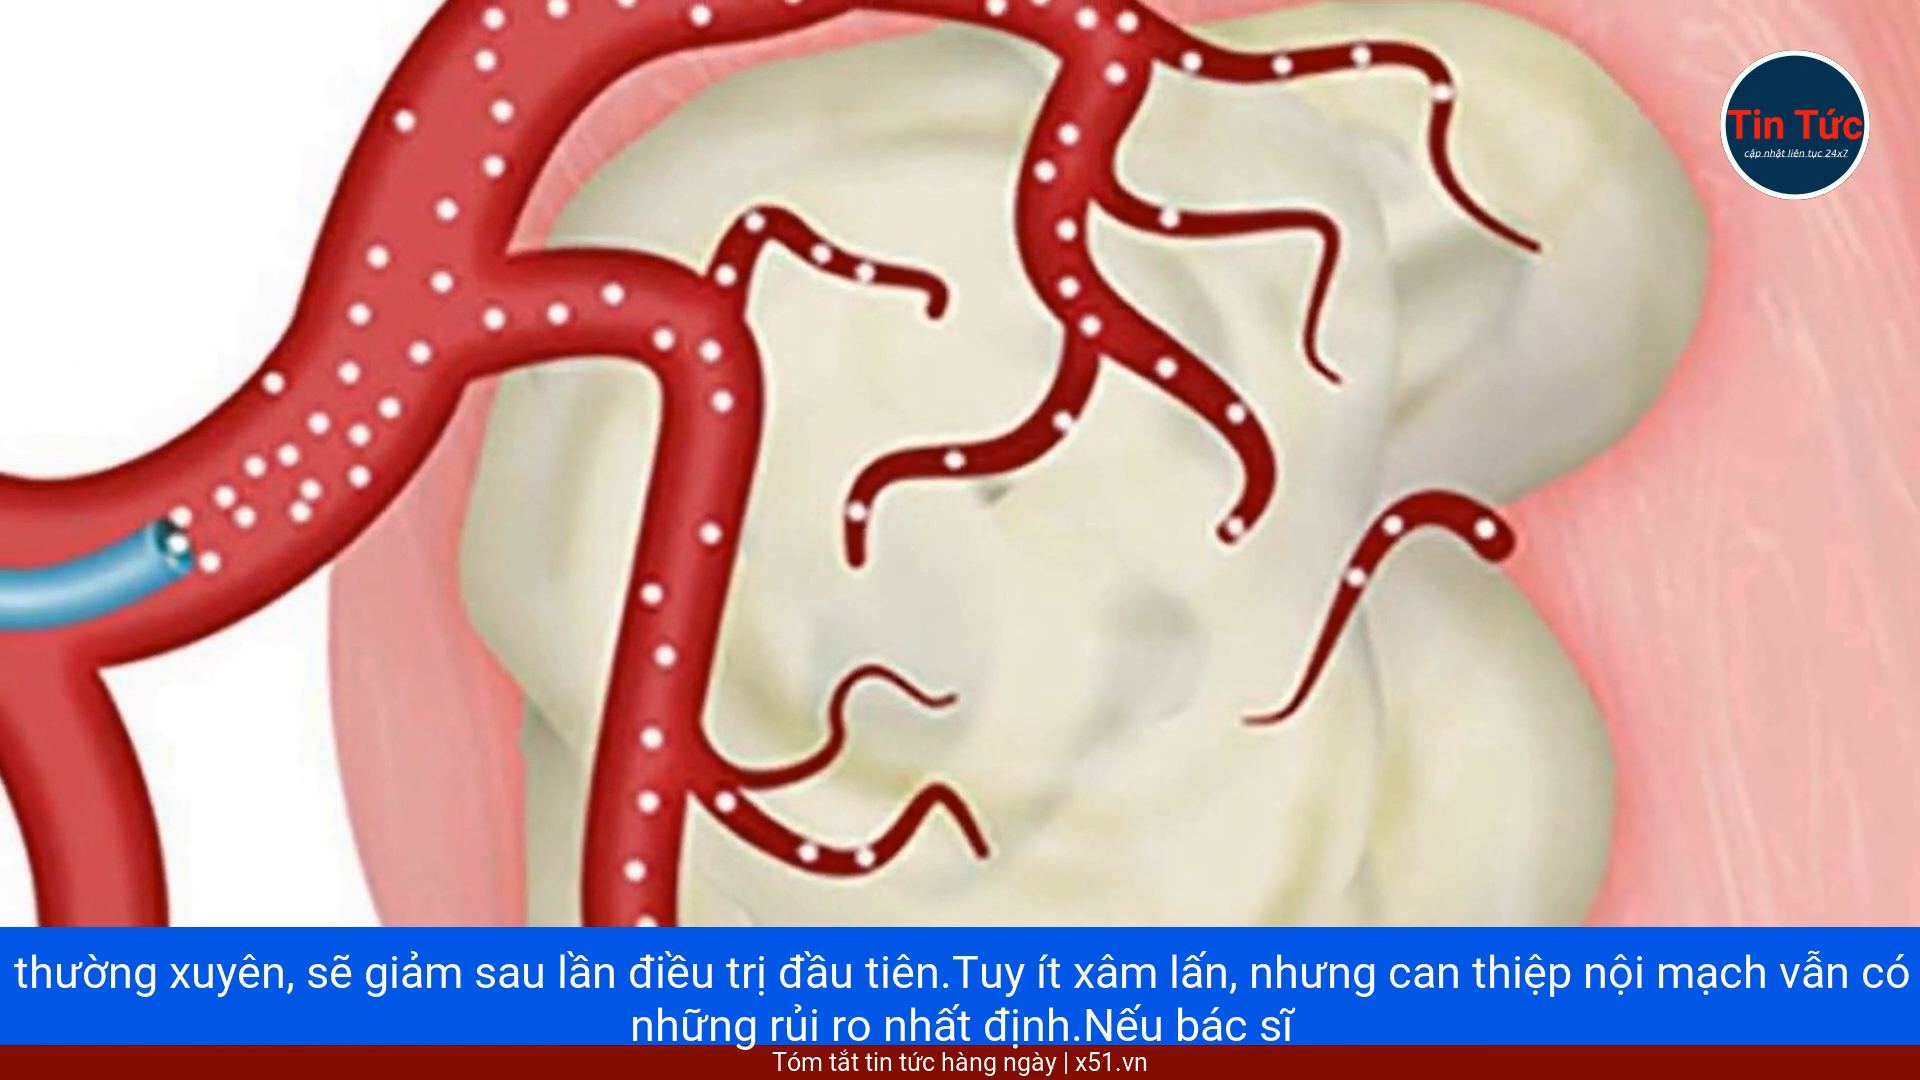 Tin Tức
cập nhật liên tục 24x7
thường xuyên, sẽ giảm sau lần điều trị đầu tiên.Tuy ít xâm lấn, nhưng can thiệp nội mạch vẫn có
những rủi ro nhất định.Nếu bác sĩ
Tóm tắt tin tức hàng ngày | x51.vn